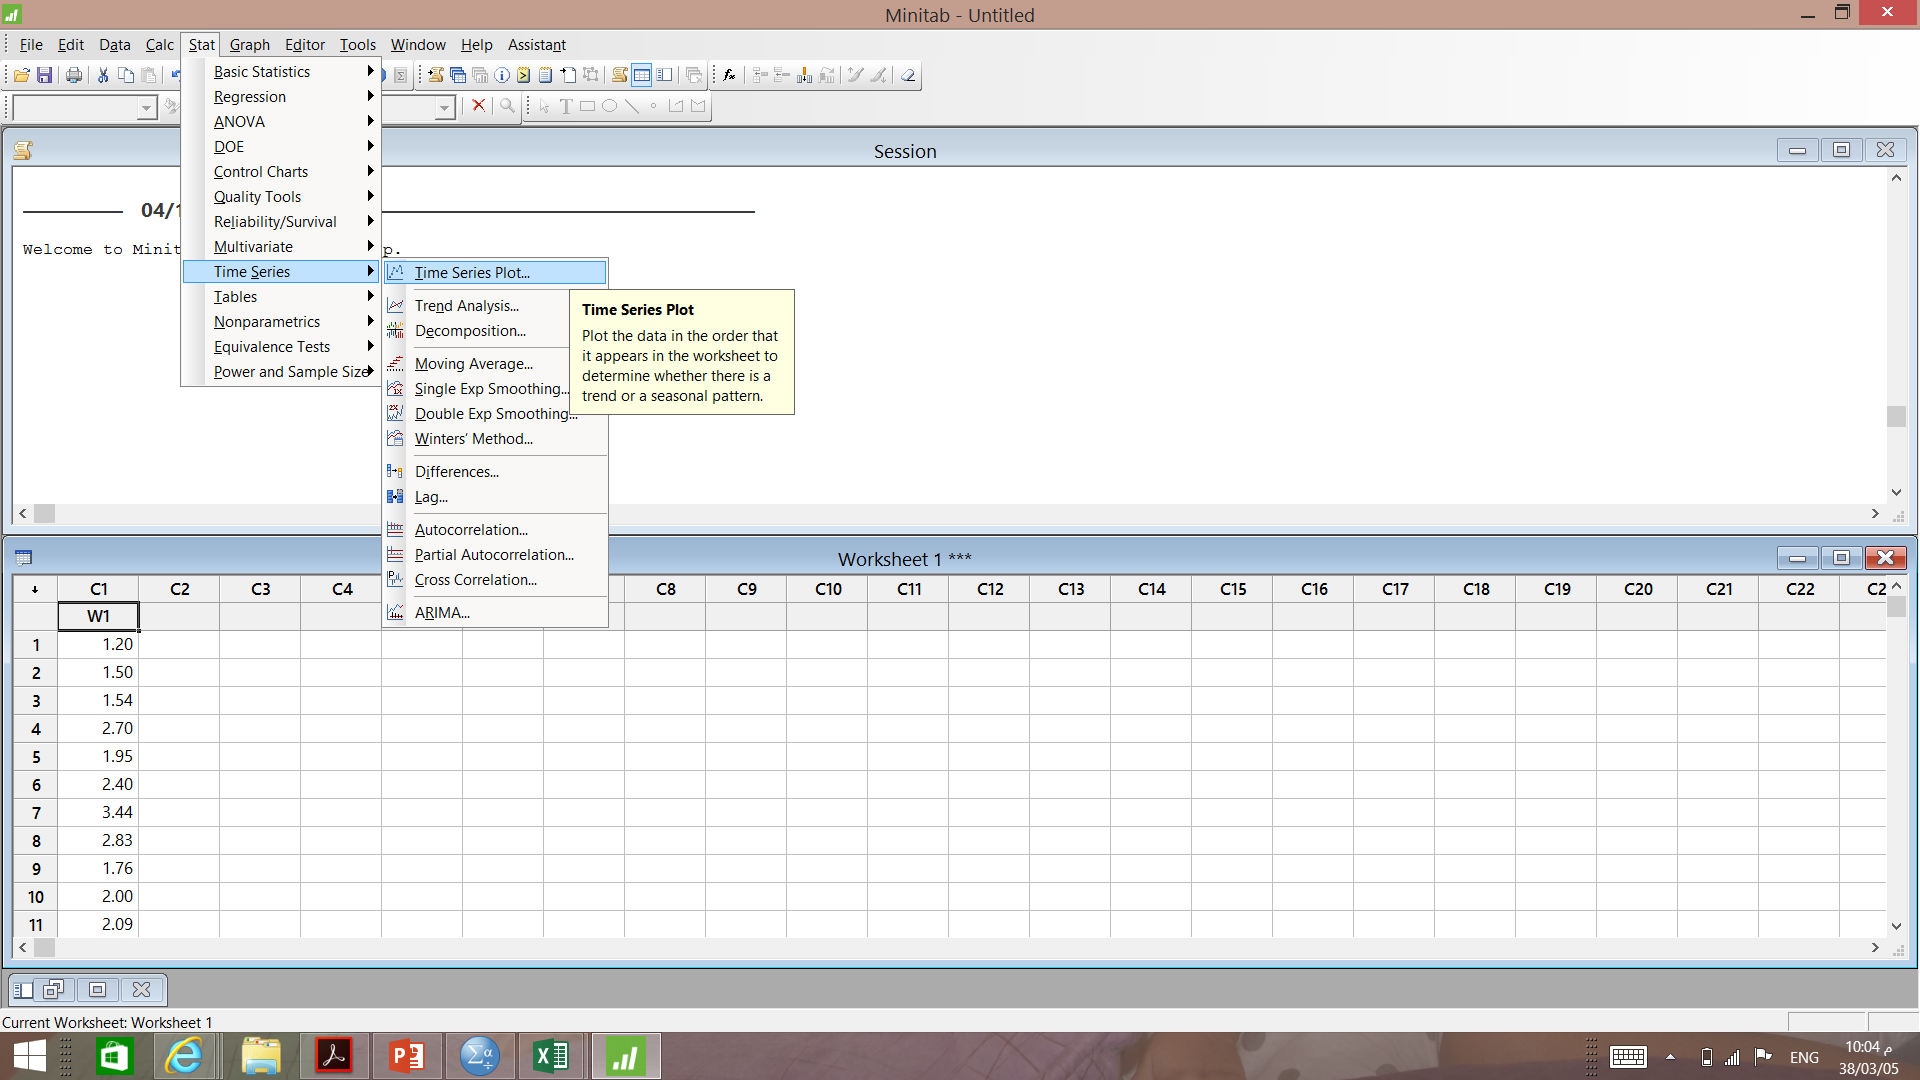 Minitab - Untitled
File Edit Data Calc Stat Graph Editor Tools Window Help Assistant
Basic Statistics
Regression
ANOVA
DOE
Control Charts
Quality Tools
Reliability/Survival
Multivariate
Time Series
Tables
Nonparametrics
Equivalence Tests
Power and Sample Size
Session
04/1
Welcome to Minit
p.
Time Series Plot...
Trend Analysis...
Decomposition...
Moving Average...
Single Exp Smoothing...
Double Exp Smoothing...
Winters' Method...
Differences...
Lag...
Autocorrelation...
Partial Autocorrelation...
Cross Correlation...
ARIMA...
Time Series Plot
Plot the data in the order that
it appears in the worksheet to
determine whether there is a
trend or a seasonal pattern.
Worksheet 1 ***
C1 C2 C3 C4 C8 C9 C10 C11 C12 C13 C14 C15 C16 C17 C18 C19 C20 C21 C22 C2
W1
1 1.20
2 1.50
3 1.54
4 2.70
5 1.95
6 2.40
7 3.44
8 2.83
9 1.76
10 2.00
11 2.09
Current Worksheet: Worksheet 1
ENG
10:04 م
38/03/05